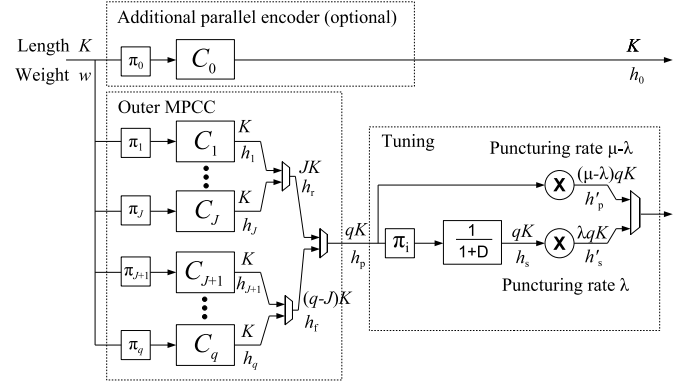 Additional parallel encoder (optional)
Length K
Weight w
π0
C0
K
h0
Outer MPCC
π1
C1
K
h1
πJ
CJ
K
hJ
JK
hr
πJ+1
CJ+1
K
hJ+1
πq
Cq
K
hq
(q-J)K
hf
qK
hp
Tuning
Puncturing rate μ-λ
X
(μ-λ)qK
h'p
πi
1
1+D
qK
hs
X
λqK
h's
Puncturing rate λ